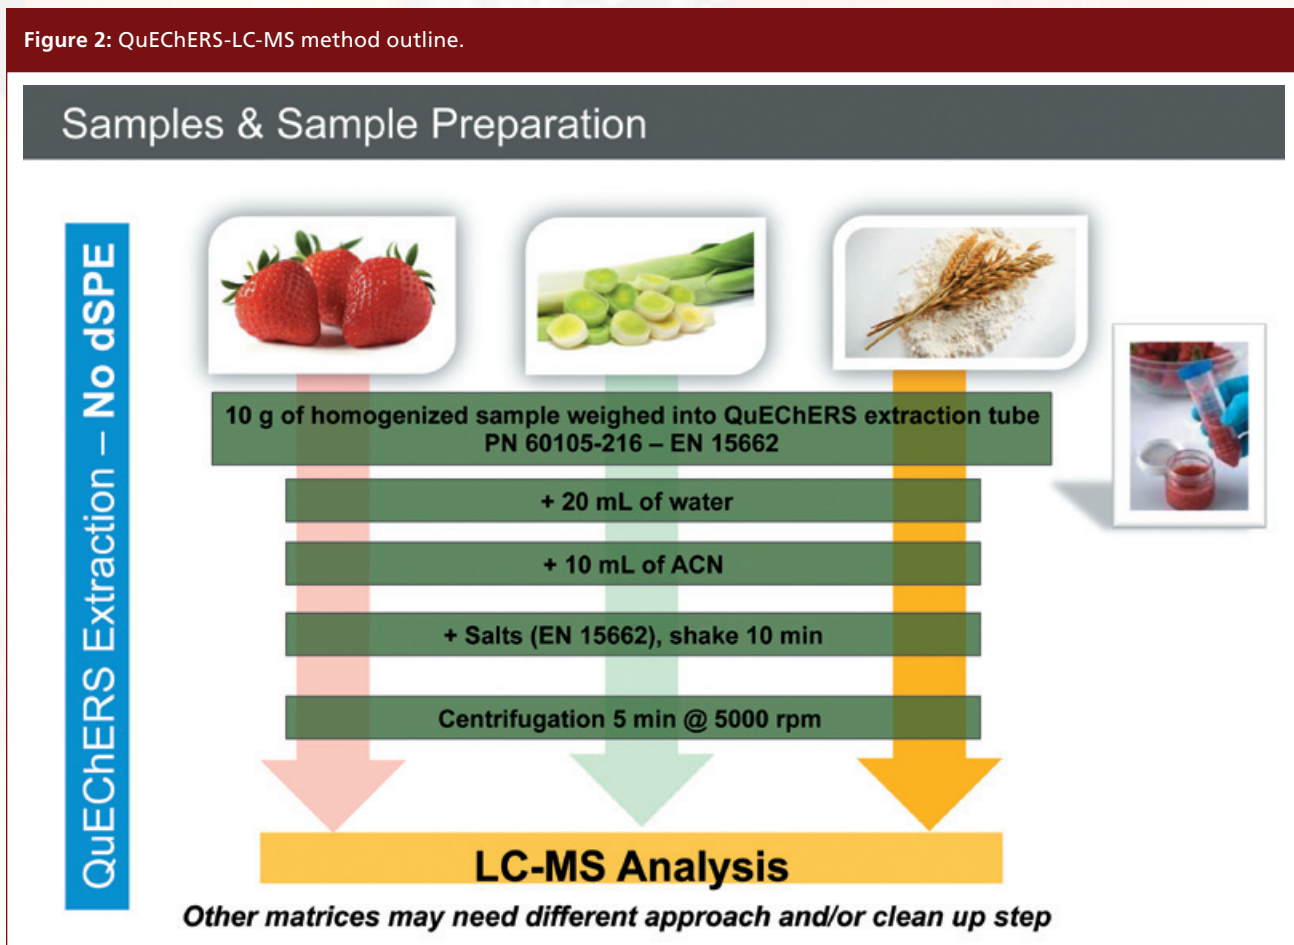 Figure 2: QuEChERS-LC-MS method outline.
Samples & Sample Preparation
QuEChERS Extraction – No dSPE
10 g of homogenized sample weighed into QuEChERS extraction tube
PN 60105-216 – EN 15662
+ 20 mL of water
+ 10 mL of ACN
+ Salts (EN 15662), shake 10 min
Centrifugation 5 min @ 5000 rpm
LC-MS Analysis
Other matrices may need different approach and/or clean up step